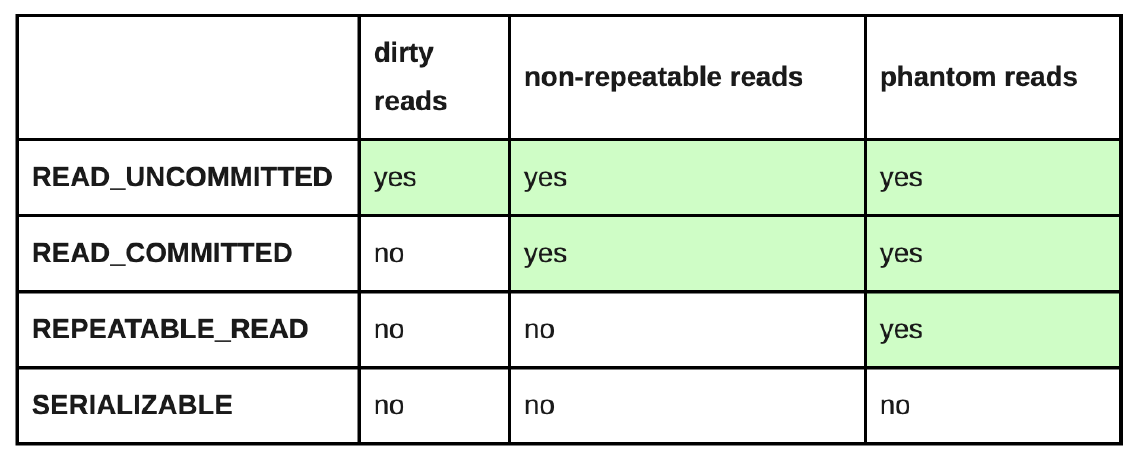 dirty
reads
non-repeatable reads
phantom reads
READ_UNCOMMITTED yes yes yes
READ_COMMITTED no yes yes
REPEATABLE_READ no no yes
SERIALIZABLE no no no